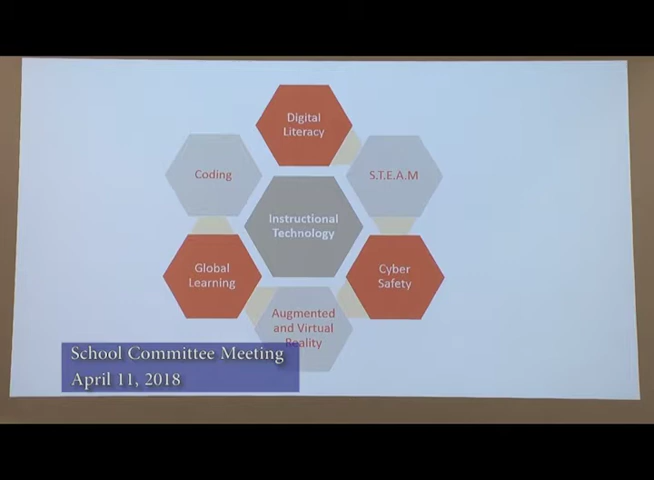 Digital
Literacy
Coding
S.T.E.A.M
Instructional
Technology
Global
Learning
Cyber
Safety
Augmented
and Virtual
Reality
School Committee Meeting
April 11, 2018